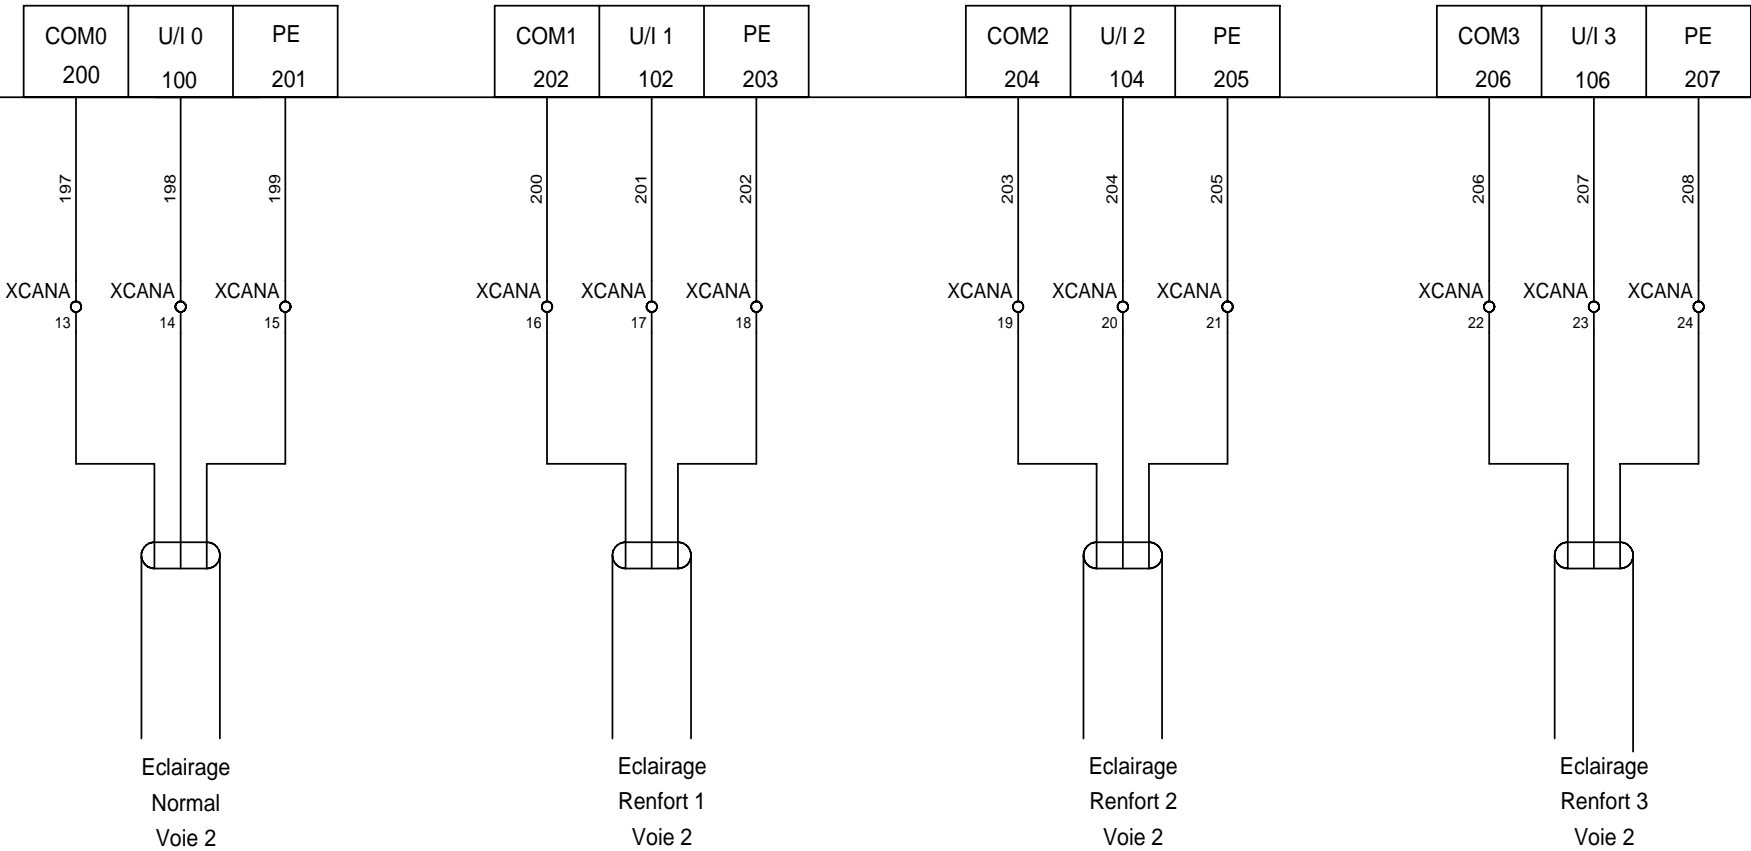 COM0 U/I 0 PE COM1 U/I 1 PE COM2 U/I 2 PE COM3 U/I 3 PE
200 100 201 202 102 203 204 104 205 206 106 207
197 198 199 200 201 202 203 204 205 206 207 208
XCANA XCANA XCANA XCANA XCANA XCANA XCANA XCANA XCANA XCANA XCANA XCANA
13 14 15 16 17 18 19 20 21 22 23 24
Eclairage Eclairage Eclairage Eclairage
Normal Renfort 1 Renfort 2 Renfort 3
Voie 2 Voie 2 Voie 2 Voie 2